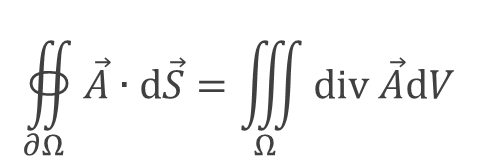 ∯_{∂Ω} A⃗ · dS⃗ = ∭_{Ω} div A⃗dV